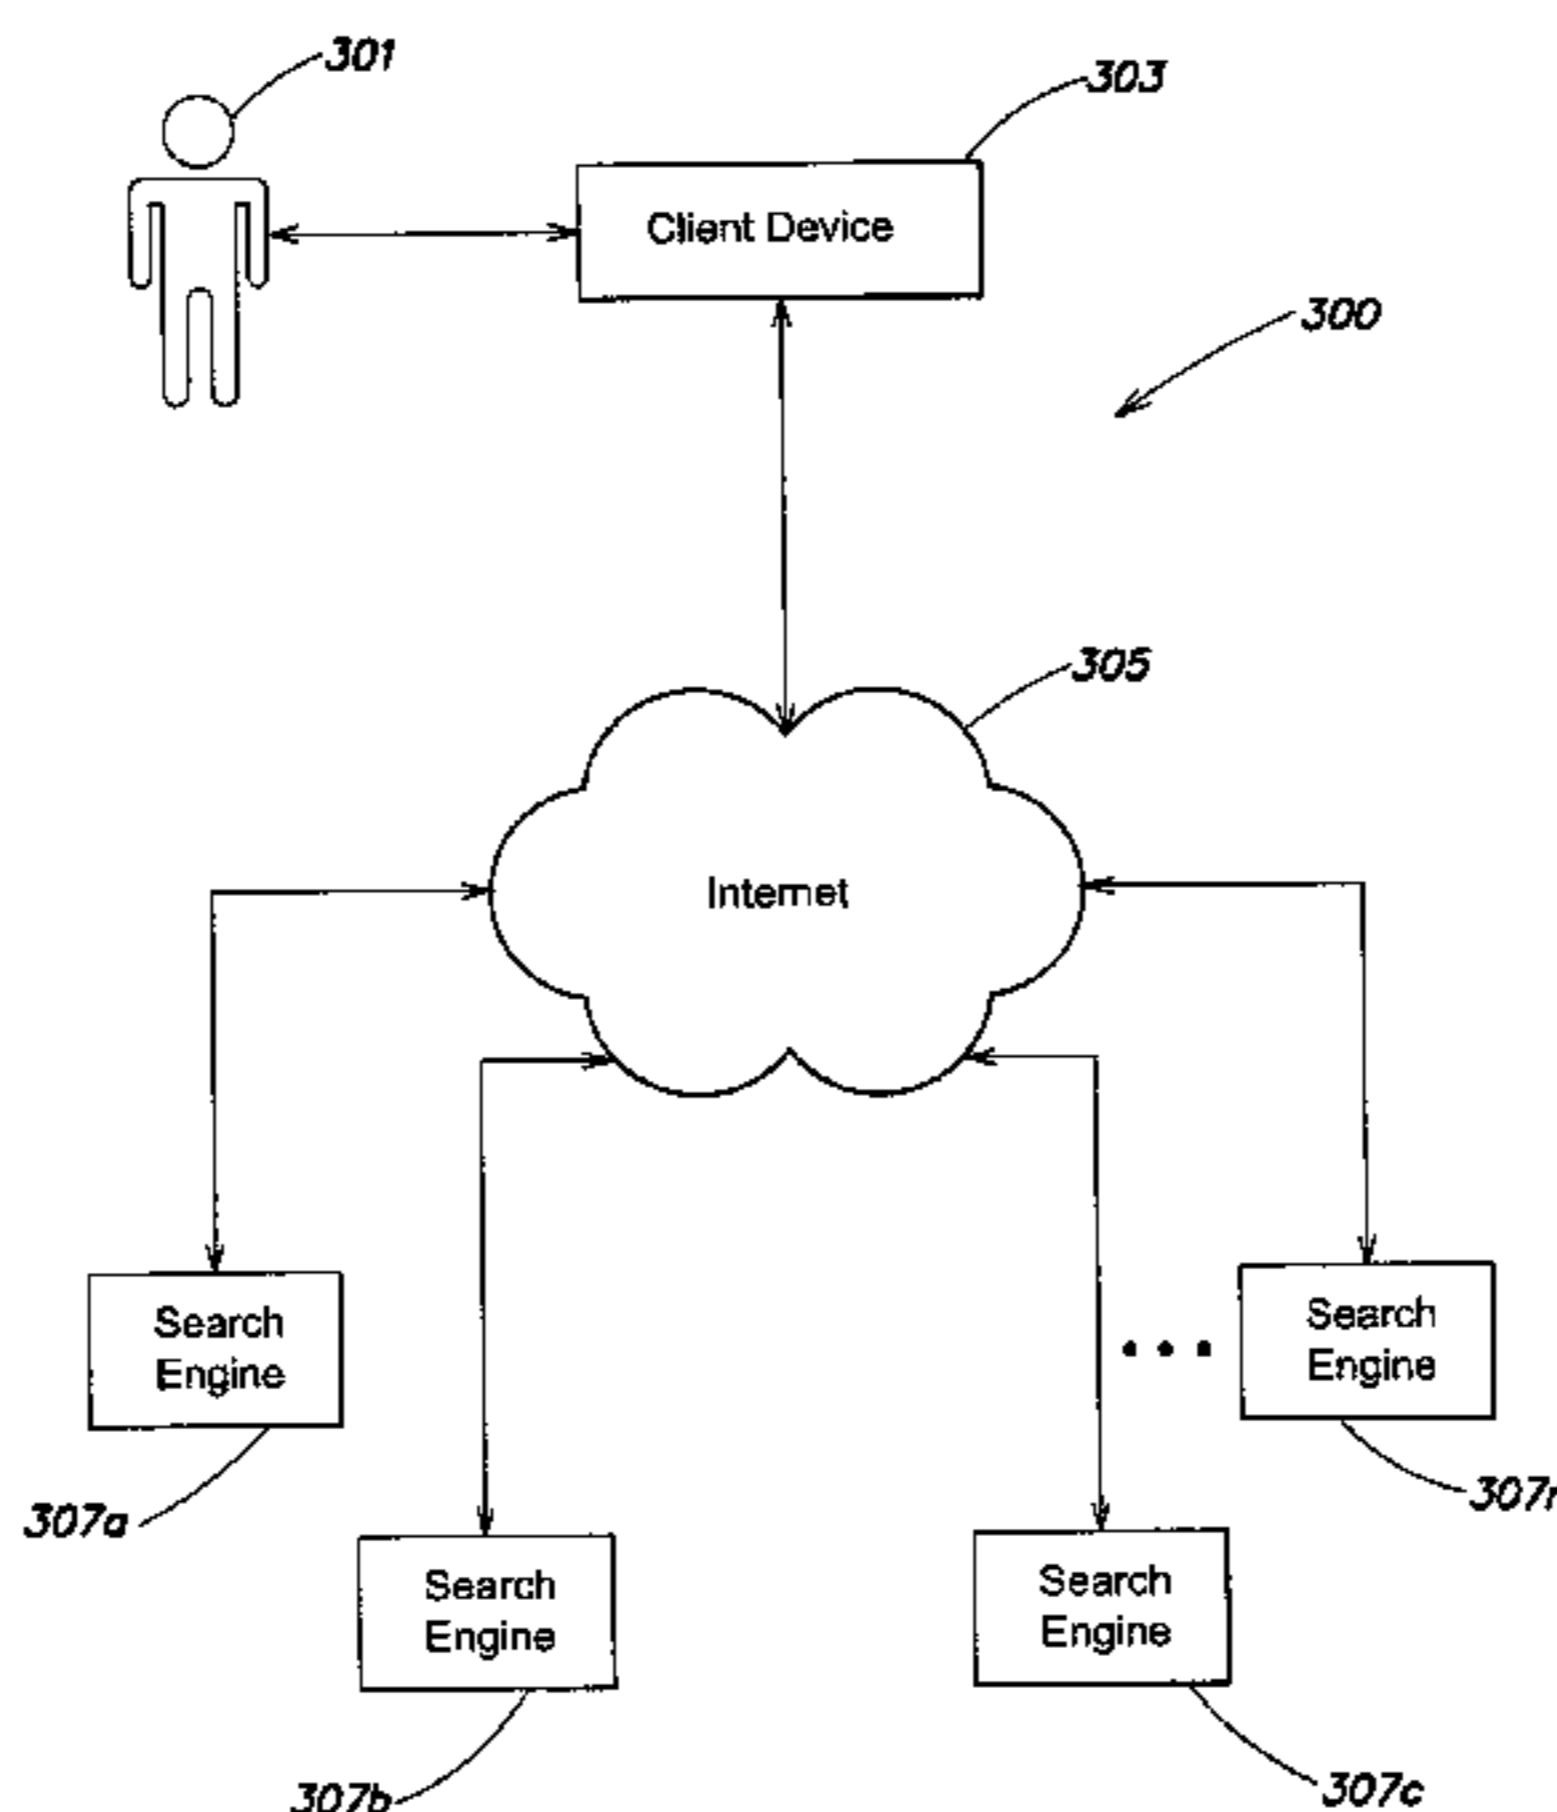 301
303
Client Device
300
305
Internet
Search
Engine
Search
Engine
307a
Search
Engine
Search
Engine
307b
307c